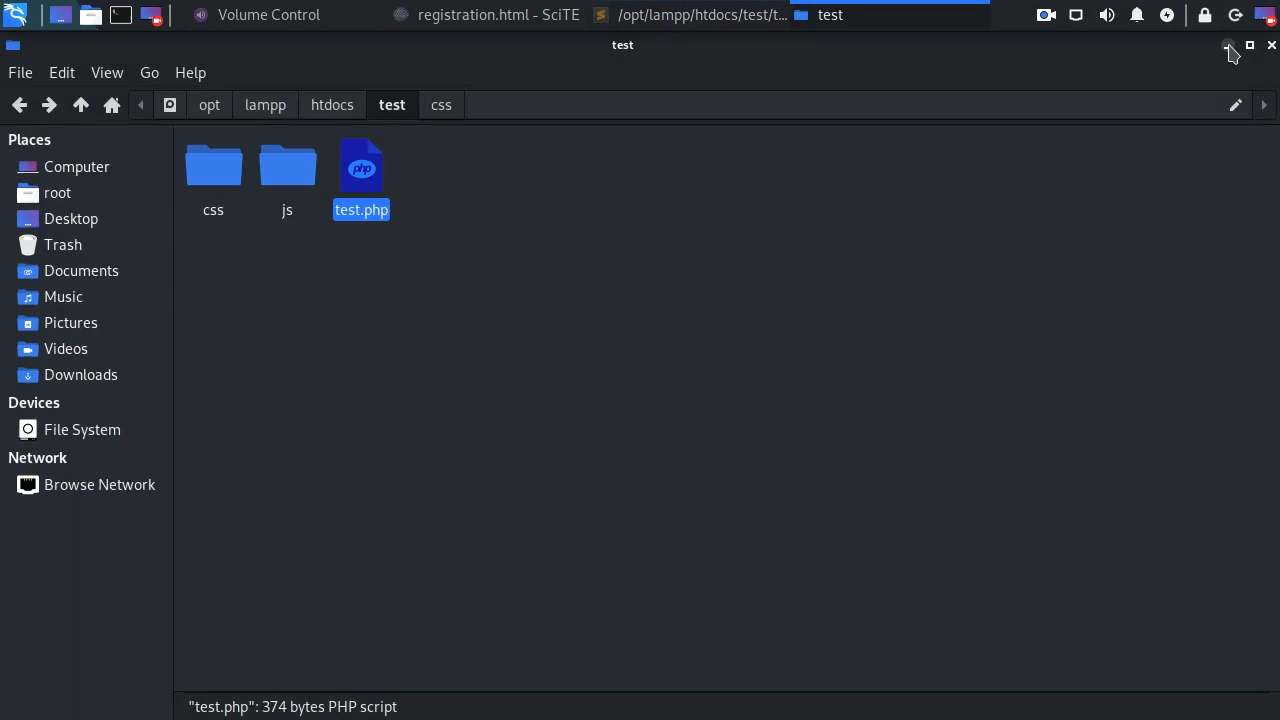 Volume Control
registration.html - SciTE
/opt/lampp/htdocs/test/t...
test
test
File Edit View Go Help
opt lampp htdocs test css
Places
Computer
root
Desktop
Trash
Documents
Music
Pictures
Videos
Downloads
Devices
File System
Network
Browse Network
php
css js test.php
"test.php": 374 bytes PHP script